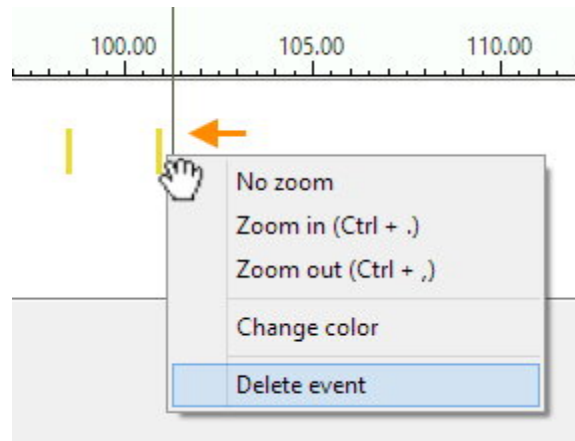 100.00 105.00 110.00
No zoom
Zoom in (Ctrl + .)
Zoom out (Ctrl + ,)
Change color
Delete event